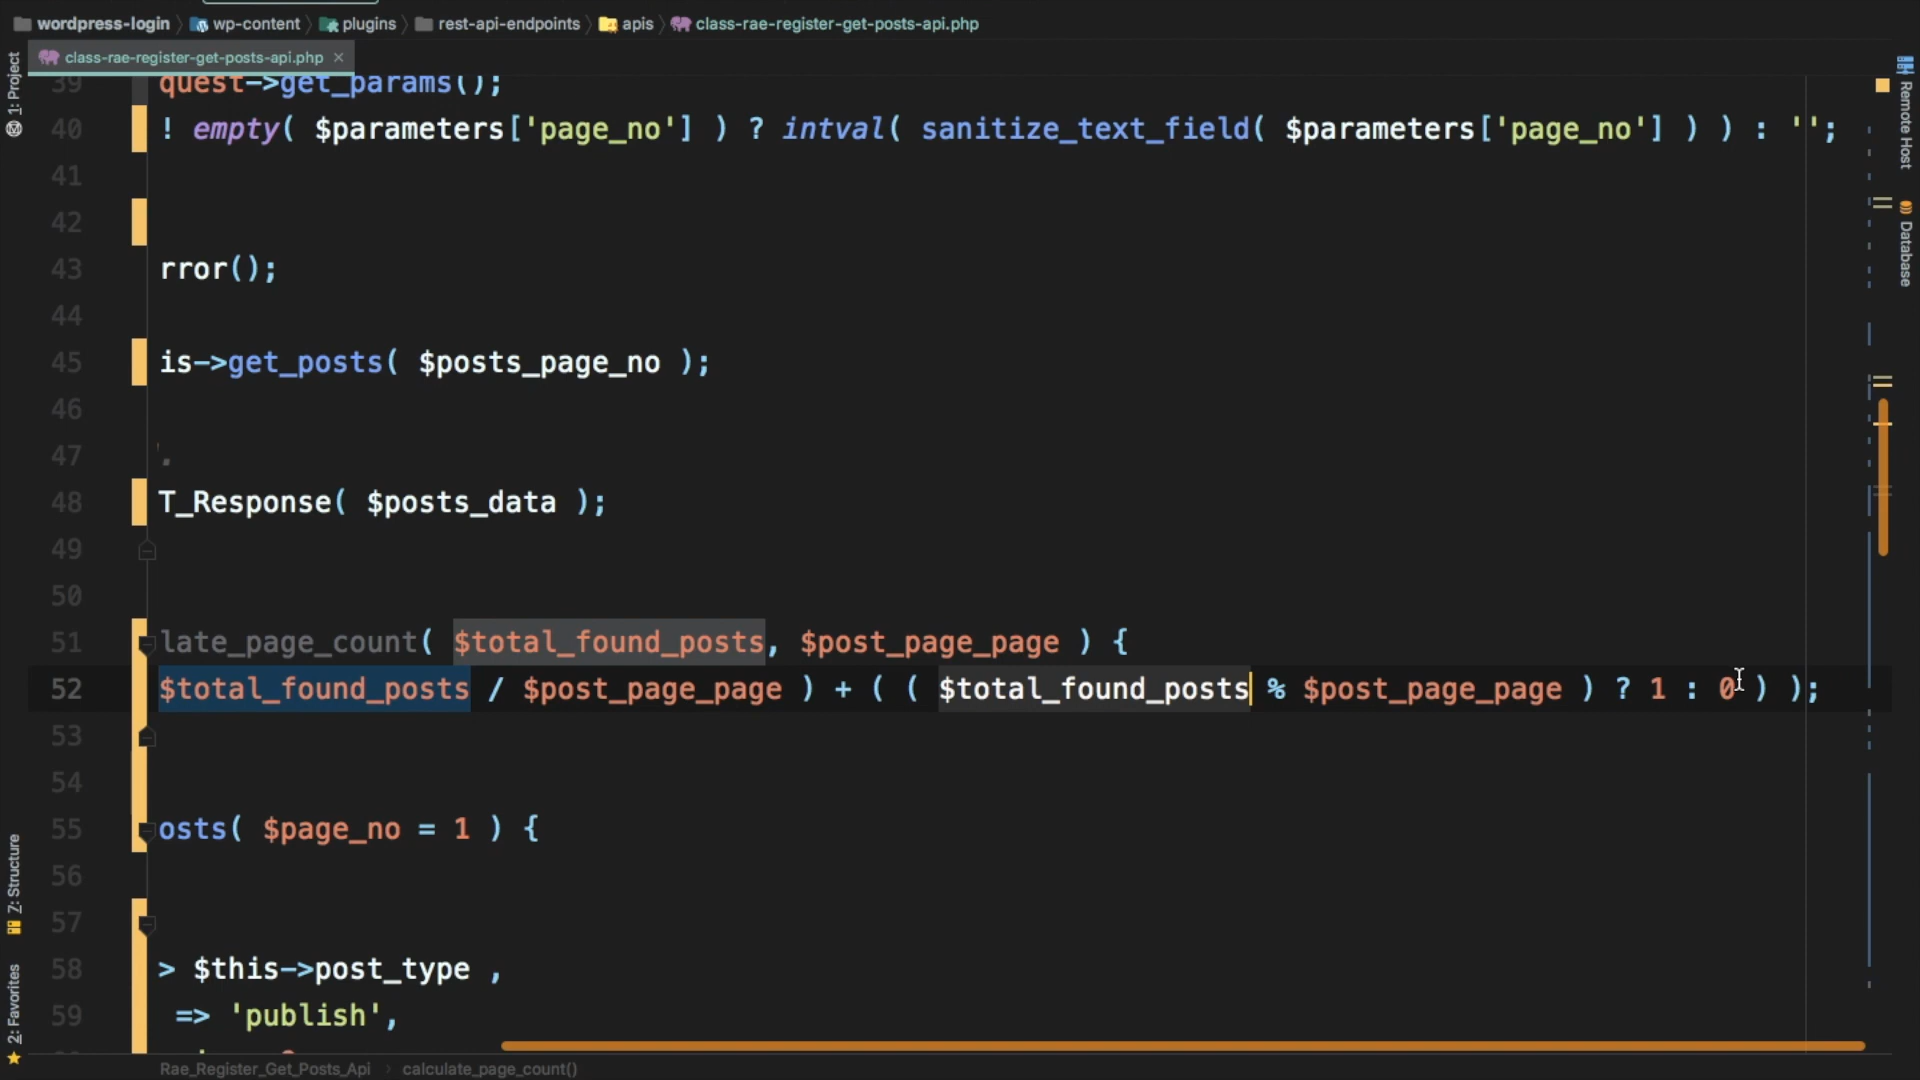 wordpress-login > wp-content > plugins > rest-api-endpoints > apis > class-rae-register-get-posts-api.php
class-rae-register-get-posts-api.php ×
1: Project
Remote Host
Database
39 quest->get_params();
40 ! empty( $parameters['page_no'] ) ? intval( sanitize_text_field( $parameters['page_no'] ) ) : '';
41
42
43 rror();
44
45 is->get_posts( $posts_page_no );
46
47
48 T_Response( $posts_data );
49
50
51 late_page_count( $total_found_posts, $post_page_page ) {
52 $total_found_posts / $post_page_page ) + ( ( $total_found_posts % $post_page_page ) ? 1 : 0 ) );
53
54
55 osts( $page_no = 1 ) {
56
57
58 > $this->post_type ,
59 => 'publish',
Z: Structure
2: Favorites
Rae_Register_Get_Posts_Api > calculate_page_count()